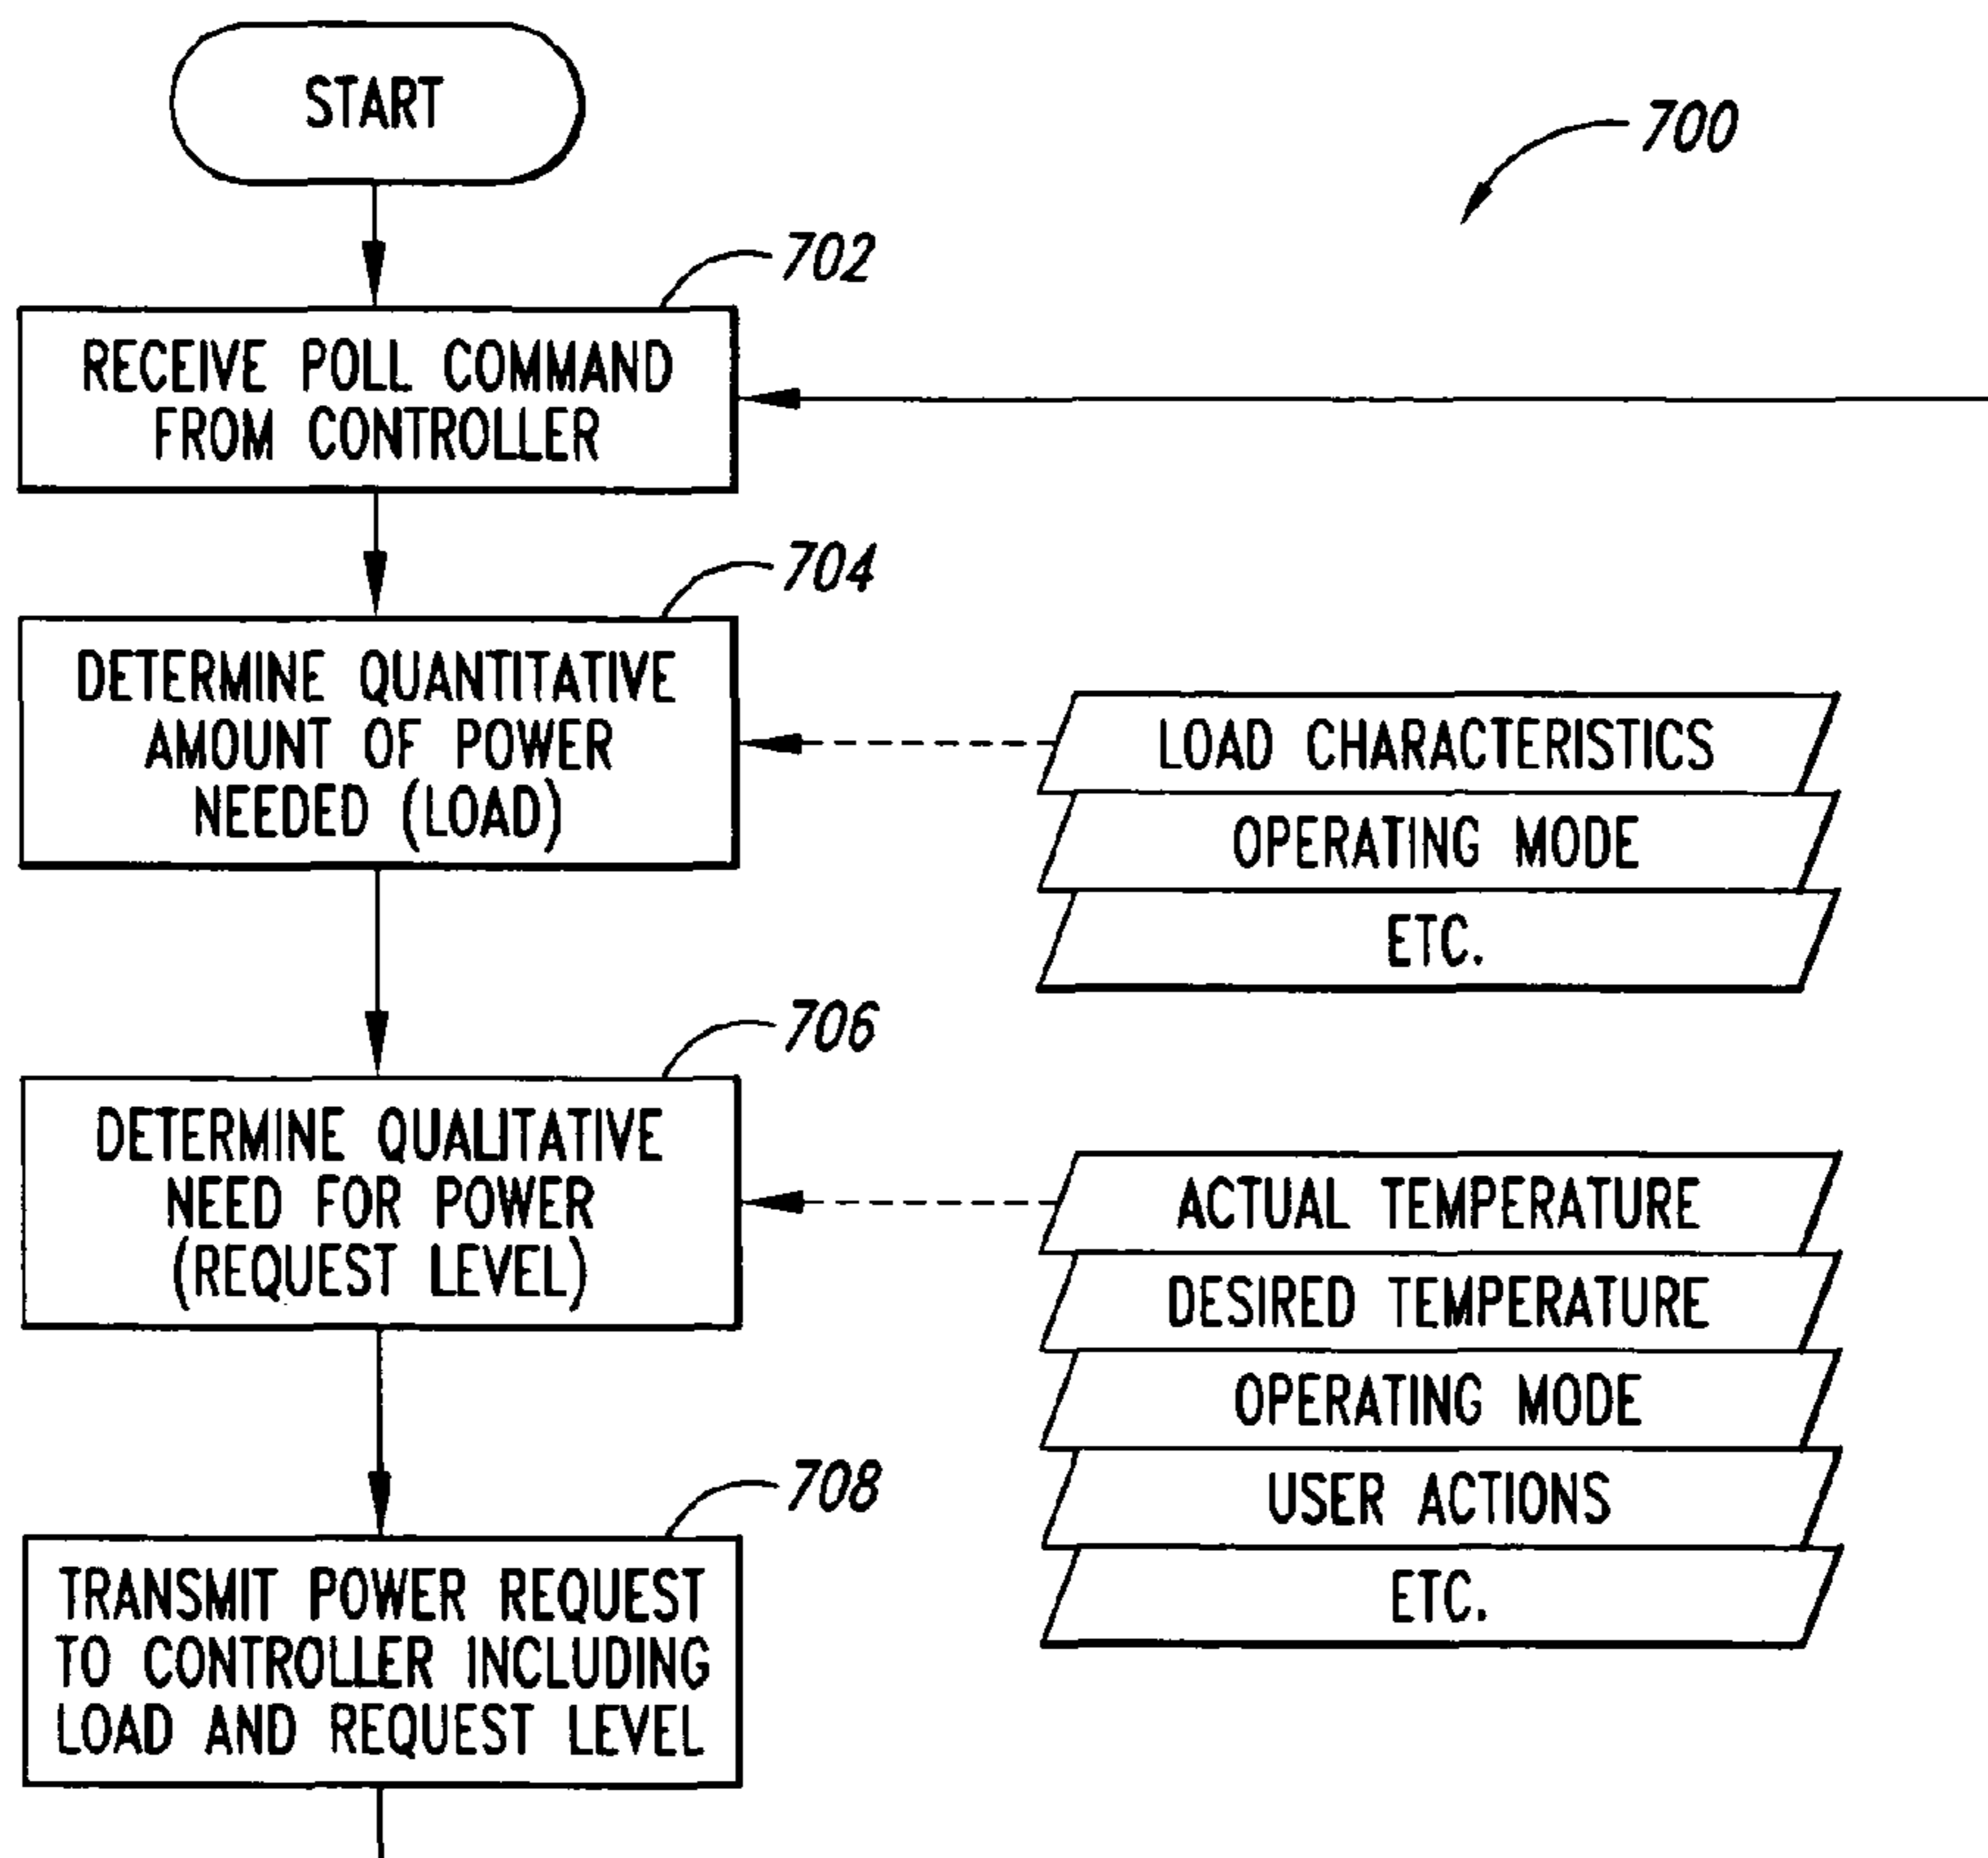 START
700
702
RECEIVE POLL COMMAND
FROM CONTROLLER
704
DETERMINE QUANTITATIVE
AMOUNT OF POWER
NEEDED (LOAD)
LOAD CHARACTERISTICS
OPERATING MODE
ETC.
706
DETERMINE QUALITATIVE
NEED FOR POWER
(REQUEST LEVEL)
ACTUAL TEMPERATURE
DESIRED TEMPERATURE
OPERATING MODE
USER ACTIONS
ETC.
708
TRANSMIT POWER REQUEST
TO CONTROLLER INCLUDING
LOAD AND REQUEST LEVEL